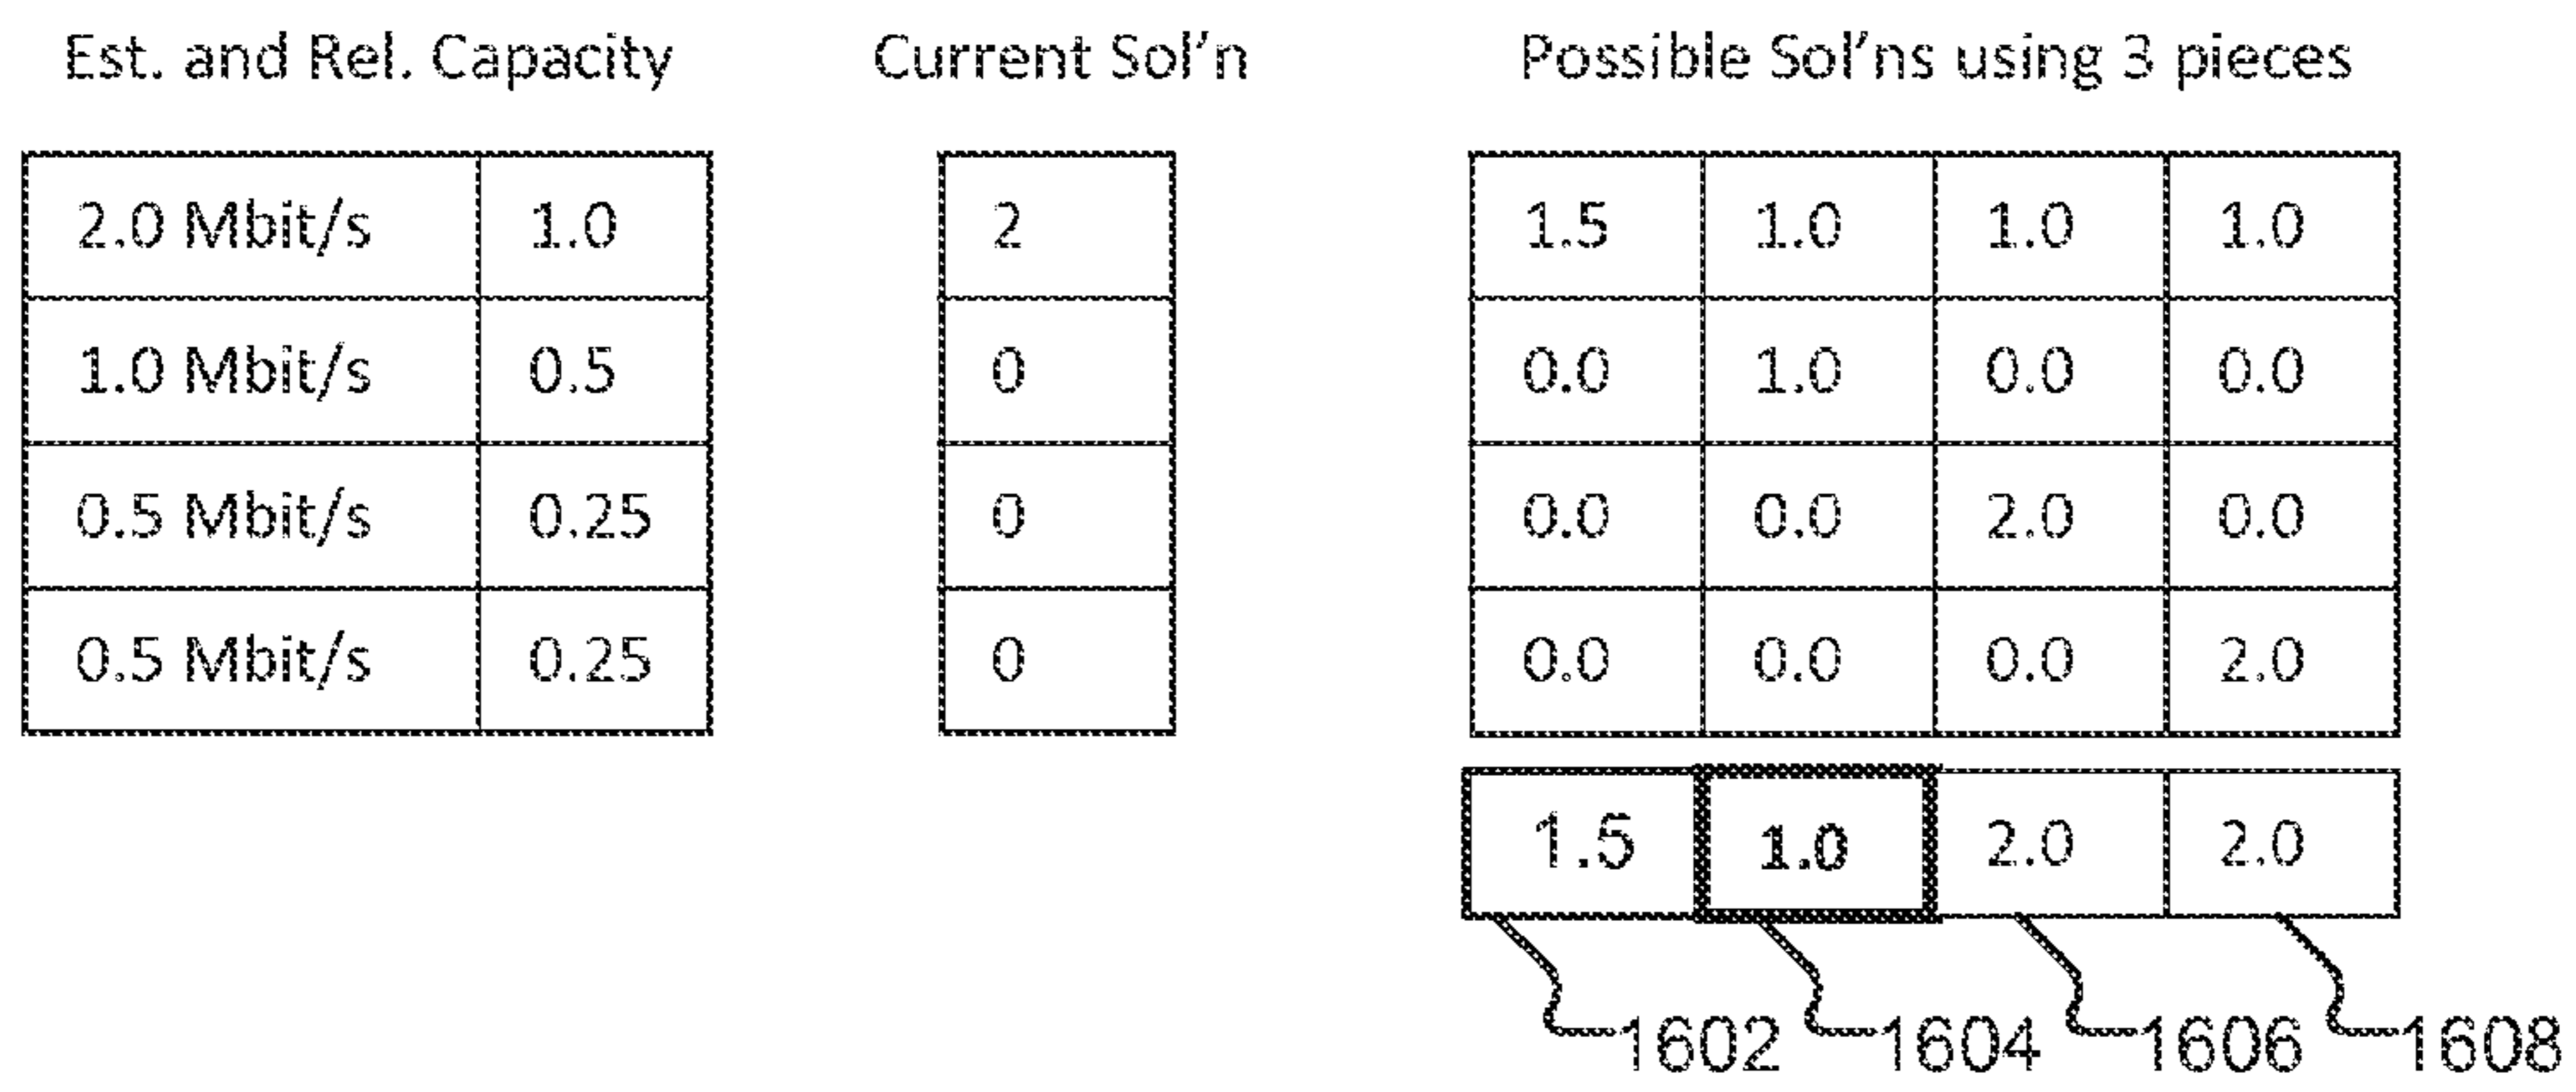 Est. and Rel. Capacity Current Sol'n Possible Sol'ns using 3 pieces
2.0 Mbit/s 1.0 2 1.5 1.0 1.0 1.0
1.0 Mbit/s 0.5 0 0.0 1.0 0.0 0.0
0.5 Mbit/s 0.25 0 0.0 0.0 2.0 0.0
0.5 Mbit/s 0.25 0 0.0 0.0 0.0 2.0
1.5 1.0 2.0 2.0
1602 1604 1606 1608